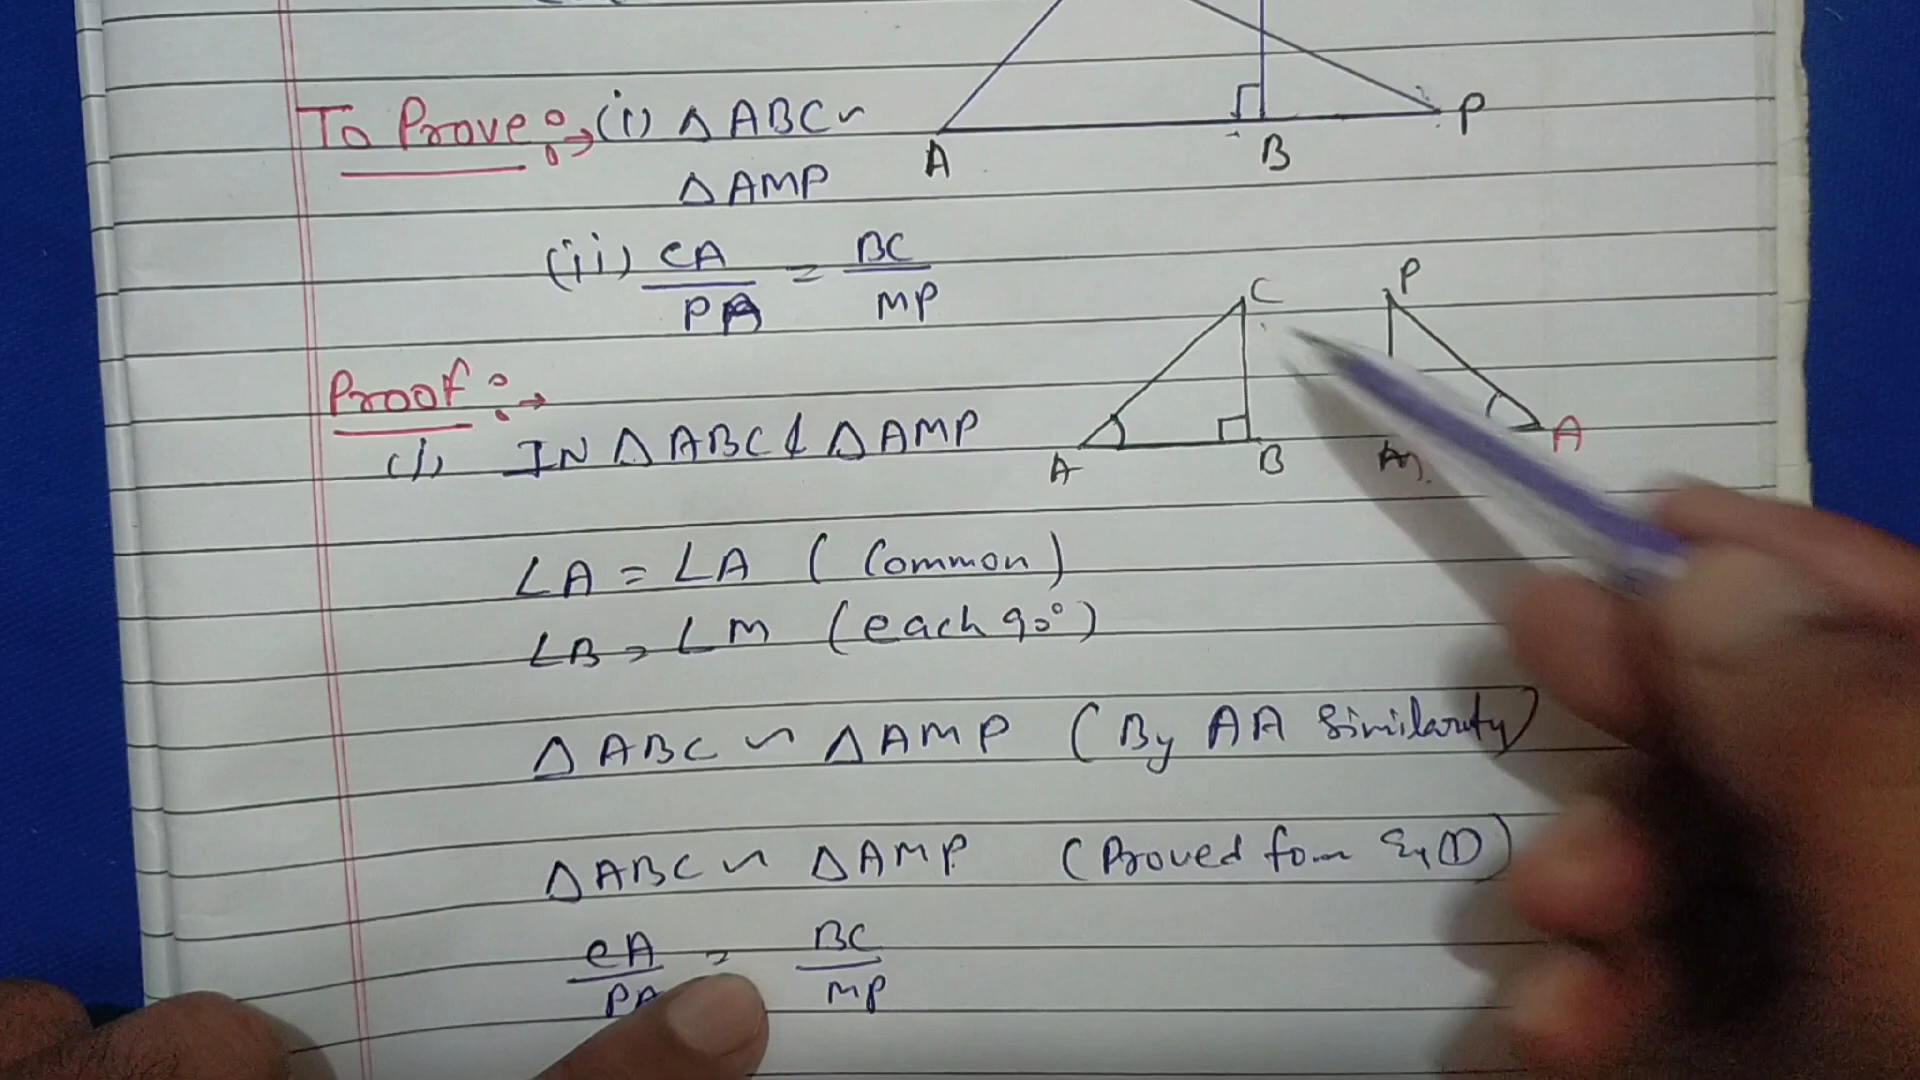 To Prove :→ (i) △ ABC ~
△ AMP
A
B
P
(ii) CA/PA = BC/MP
C
P
Proof :→
(i) IN △ ABC & △ AMP
A
B
M
A
∠A = ∠A (Common)
∠B = ∠M (each 90°)
△ ABC ~ △ AMP (By AA Similarity)
△ ABC ~ △ AMP (Proved from Eq ①)
CA/PA = BC/MP